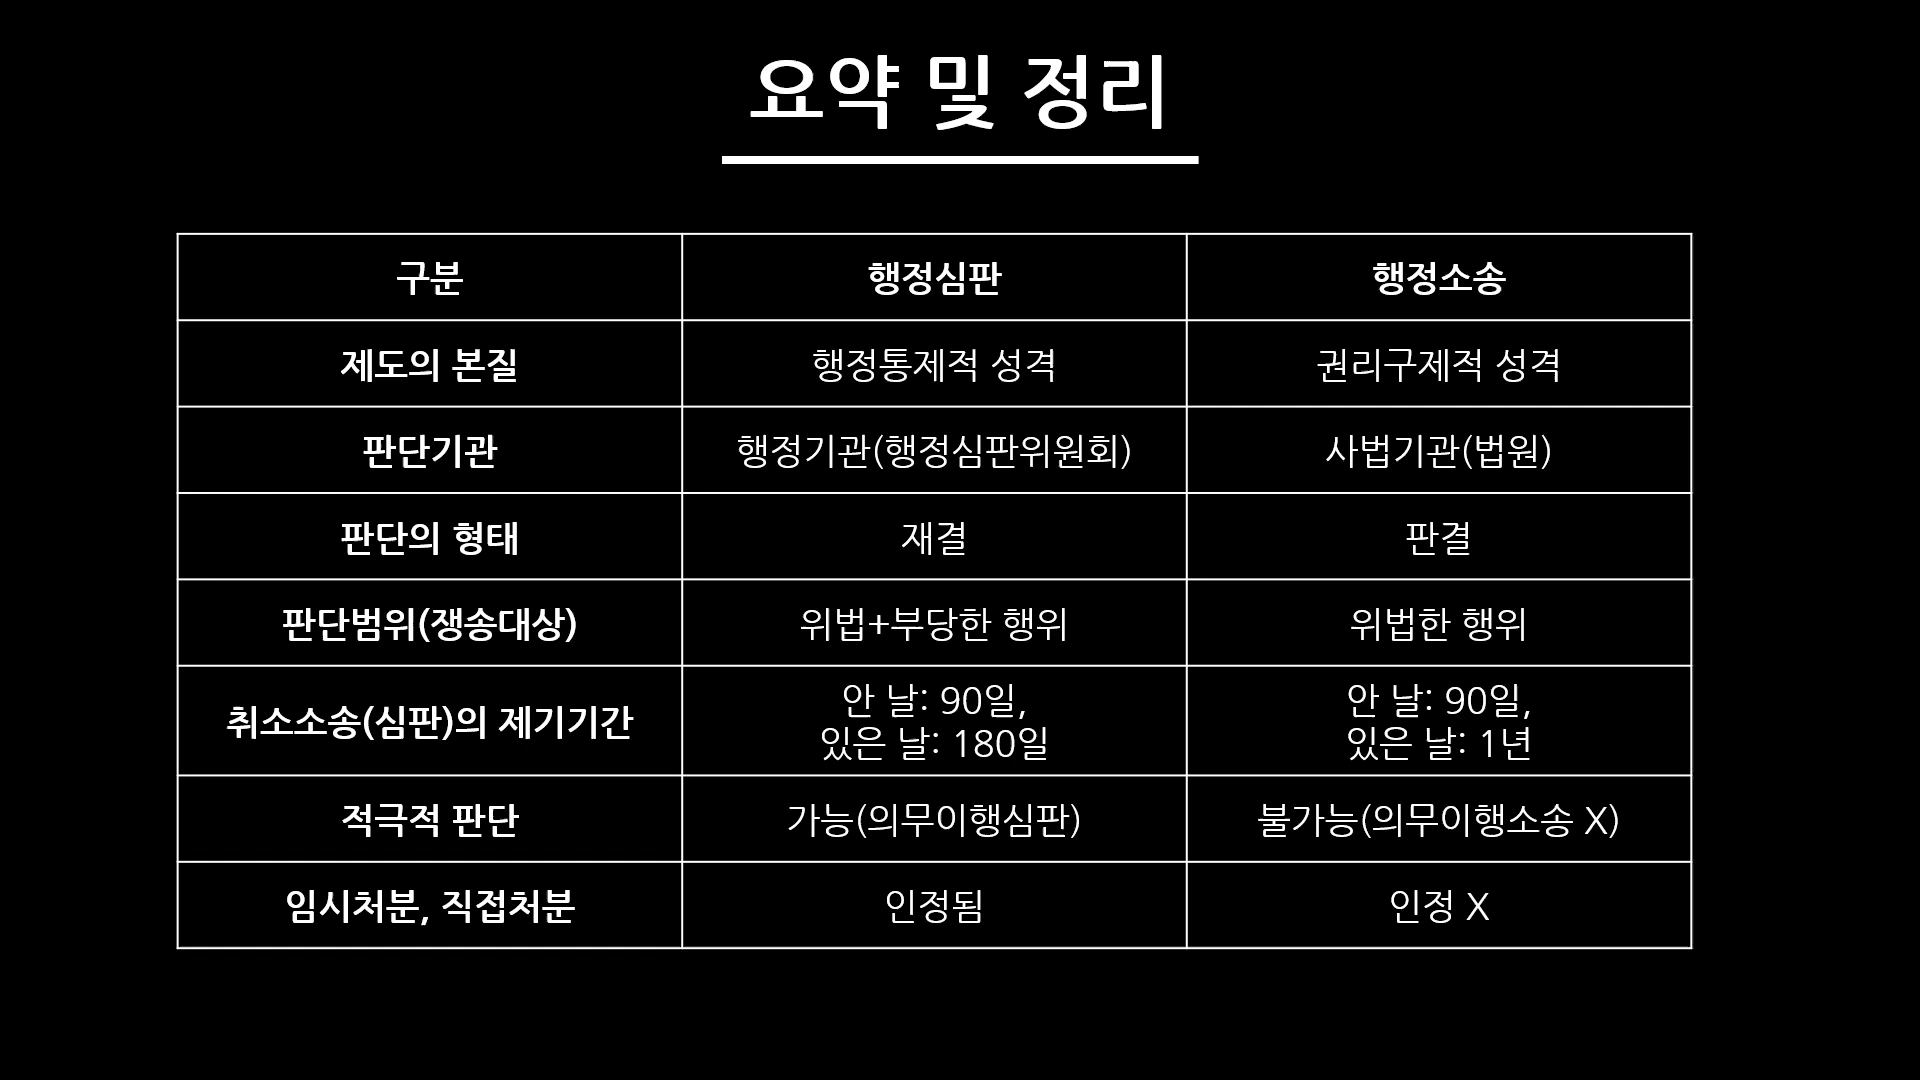 요약 및 정리
구분 행정심판 행정소송
제도의 본질 행정통제적 성격 권리구제적 성격
판단기관 행정기관(행정심판위원회) 사법기관(법원)
판단의 형태 재결 판결
판단범위(쟁송대상) 위법+부당한 행위 위법한 행위
취소소송(심판)의 제기기간
안 날: 90일,
있은 날: 180일
안 날: 90일,
있은 날: 1년
적극적 판단 가능(의무이행심판) 불가능(의무이행소송 X)
임시처분, 직접처분 인정됨 인정 X